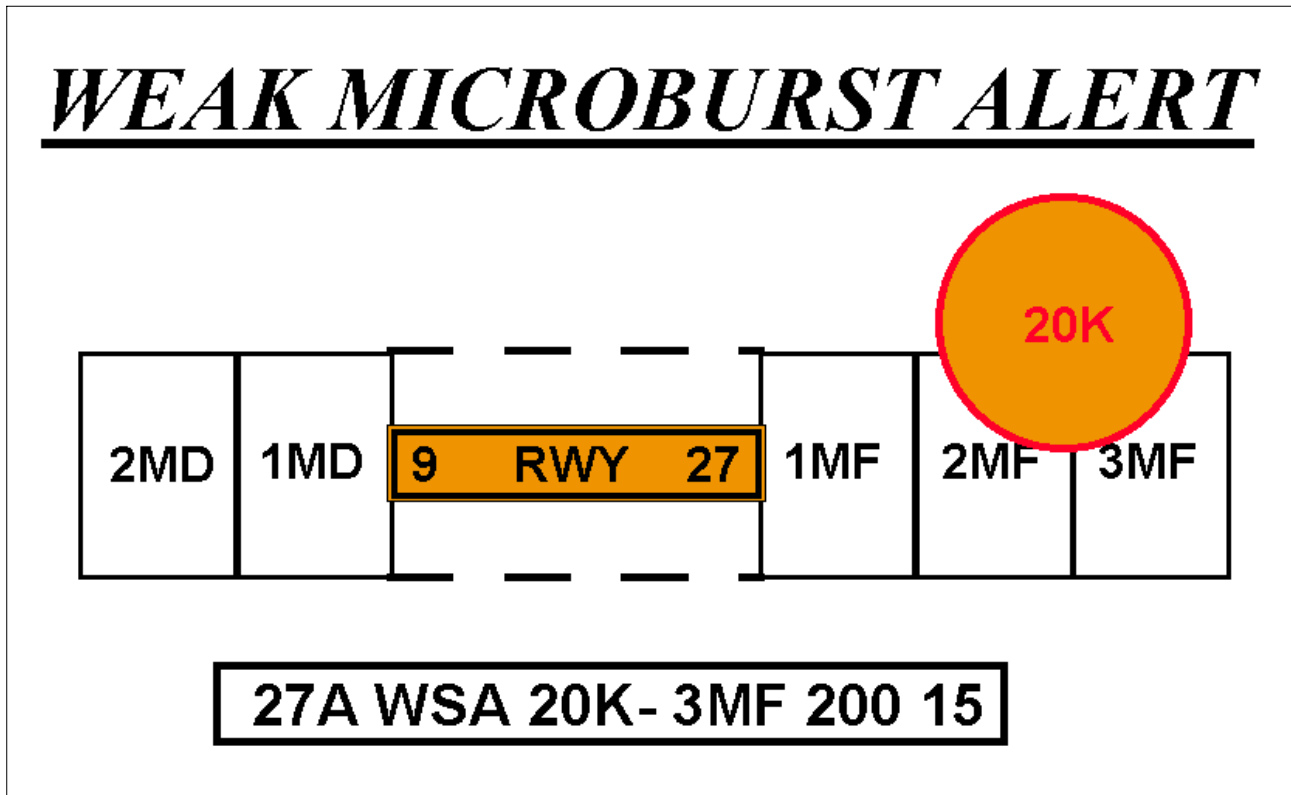 WEAK MICROBURST ALERT
20K
2MD 1MD 9 RWY 27 1MF 2MF 3MF
27A WSA 20K- 3MF 200 15